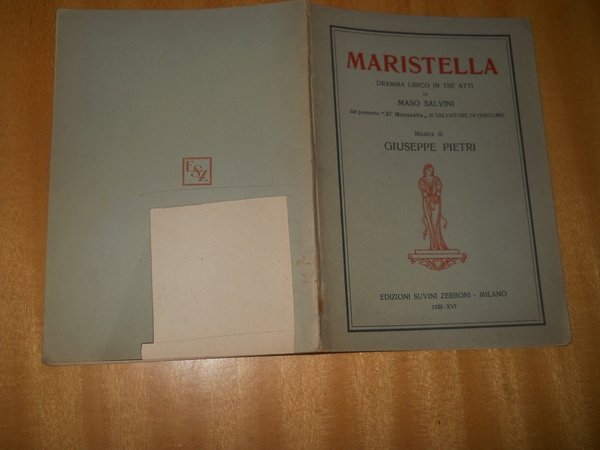 MARISTELLA
DRAMMA LIRICO IN TRE ATTI
DI
MASO SALVINI
dal poemetto "Zi' Munacella„ di SALVATORE DI GIACOMO
Musica di
GIUSEPPE PIETRI
EDIZIONI SUVINI ZERBONI - MILANO
1938-XVI
ESZ